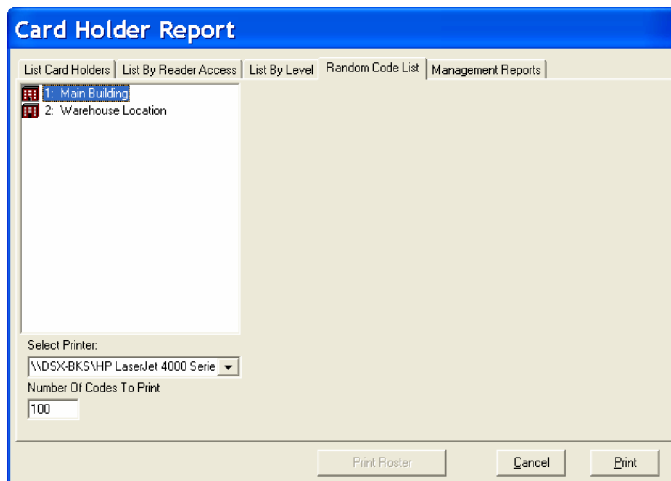 Card Holder Report
List Card Holders List By Reader Access List By Level Random Code List Management Reports
1: Main Building
2: Warehouse Location
Select Printer:
\\DSX-BKS\HP LaserJet 4000 Serie
Number Of Codes To Print
100
Print Roster Cancel Print